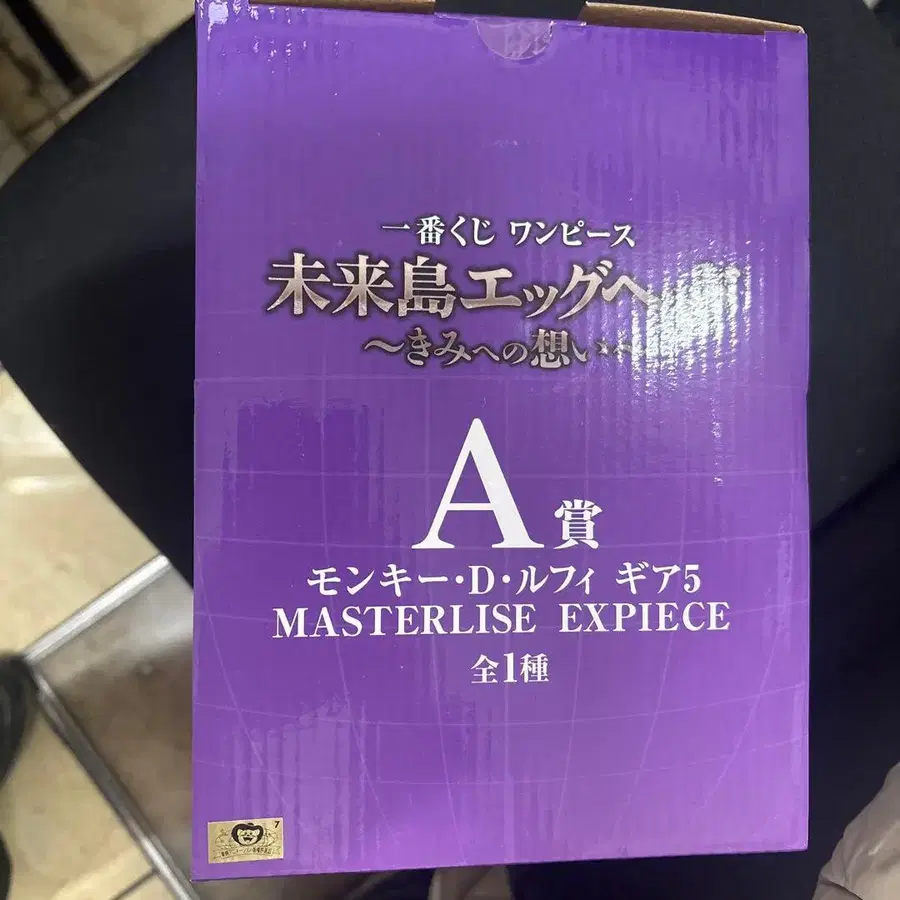 一番くじ ワンピース
未来島エッグヘ
～きみへの想い～
A賞
モンキー・D・ルフィ ギア5
MASTERLISE EXPIECE
全1種
7